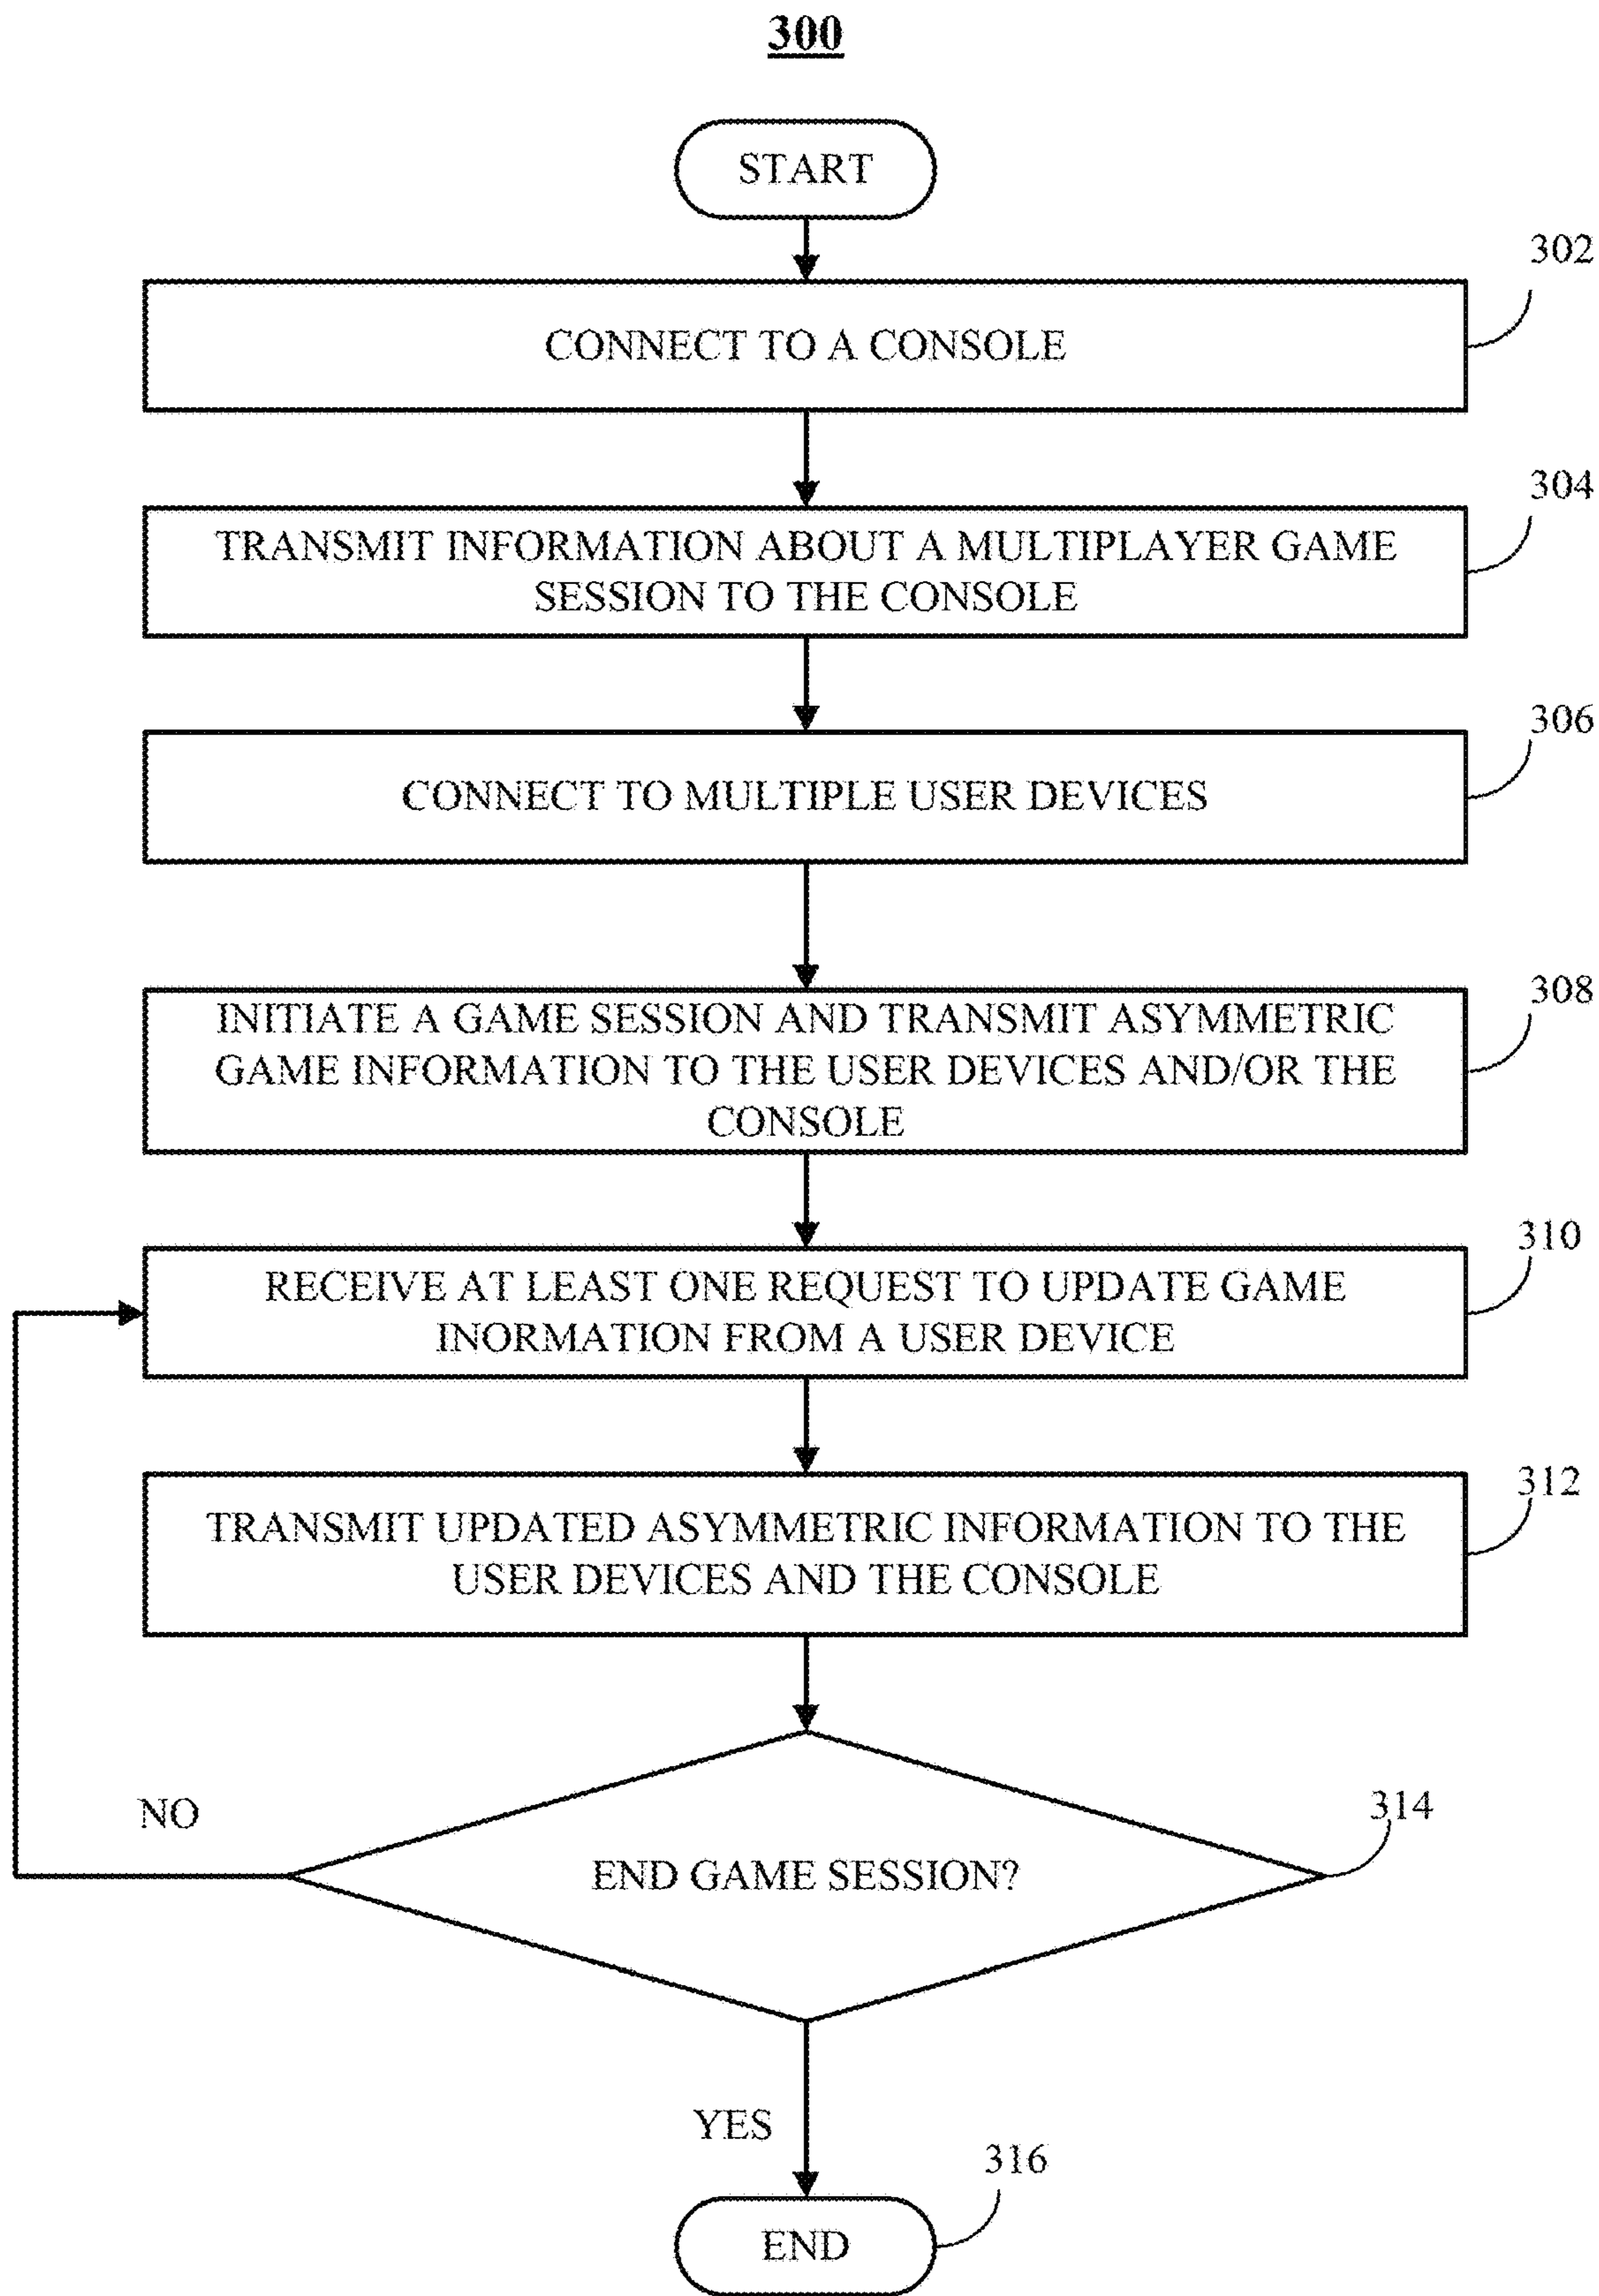 300
START
302
CONNECT TO A CONSOLE
304
TRANSMIT INFORMATION ABOUT A MULTIPLAYER GAME
SESSION TO THE CONSOLE
306
CONNECT TO MULTIPLE USER DEVICES
308
INITIATE A GAME SESSION AND TRANSMIT ASYMMETRIC
GAME INFORMATION TO THE USER DEVICES AND/OR THE
CONSOLE
310
RECEIVE AT LEAST ONE REQUEST TO UPDATE GAME
INORMATION FROM A USER DEVICE
312
TRANSMIT UPDATED ASYMMETRIC INFORMATION TO THE
USER DEVICES AND THE CONSOLE
NO
314
END GAME SESSION?
YES
316
END